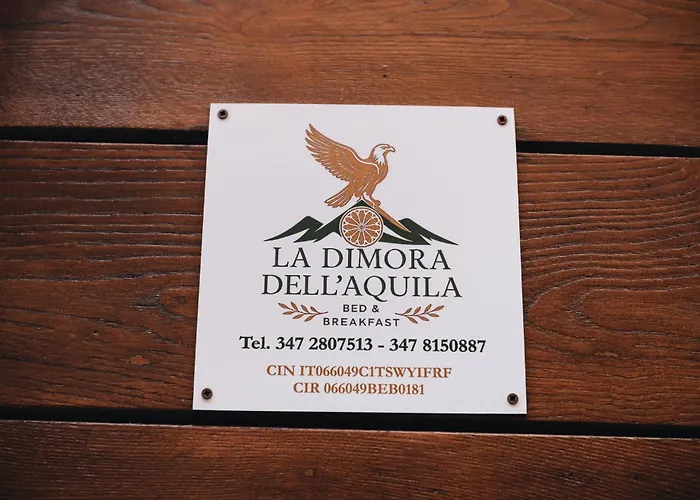 LA DIMORA
DELL'AQUILA
BED &
BREAKFAST
Tel. 347 2807513 - 347 8150887
CIN IT066049C1TSWYIFRF
CIR 066049BEB0181